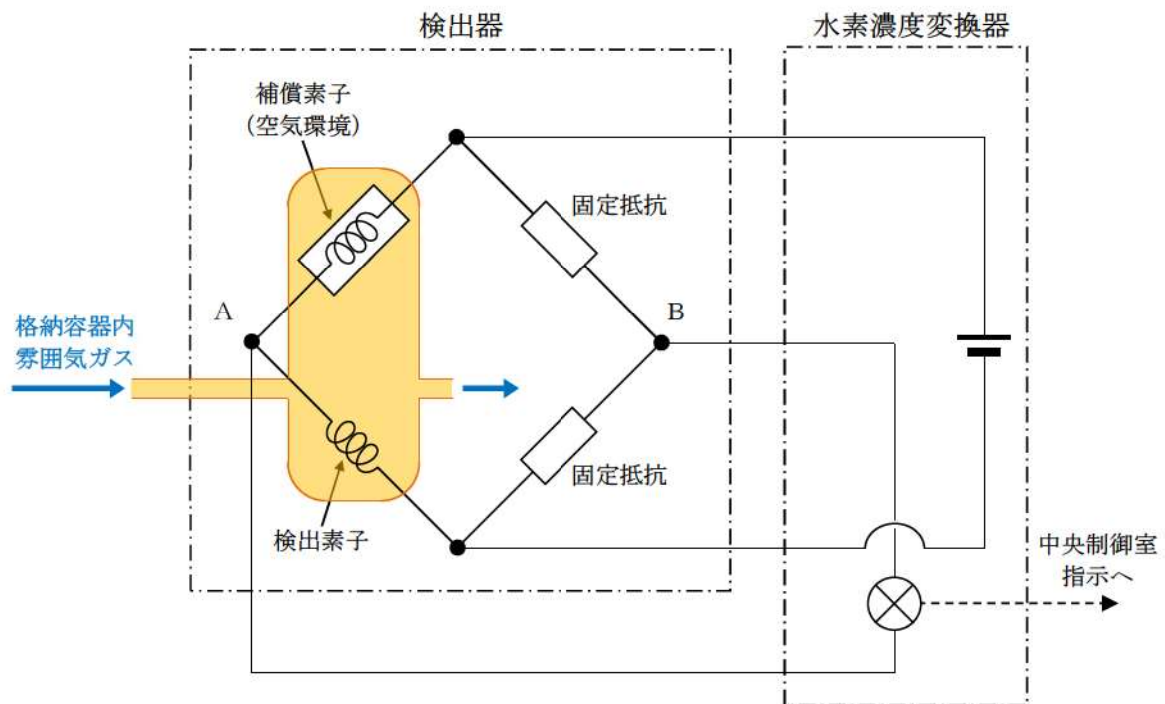 検出器
水素濃度変換器
補償素子
(空気環境)
固定抵抗
A
B
格納容器内
雰囲気ガス
固定抵抗
検出素子
中央制御室
指示へ